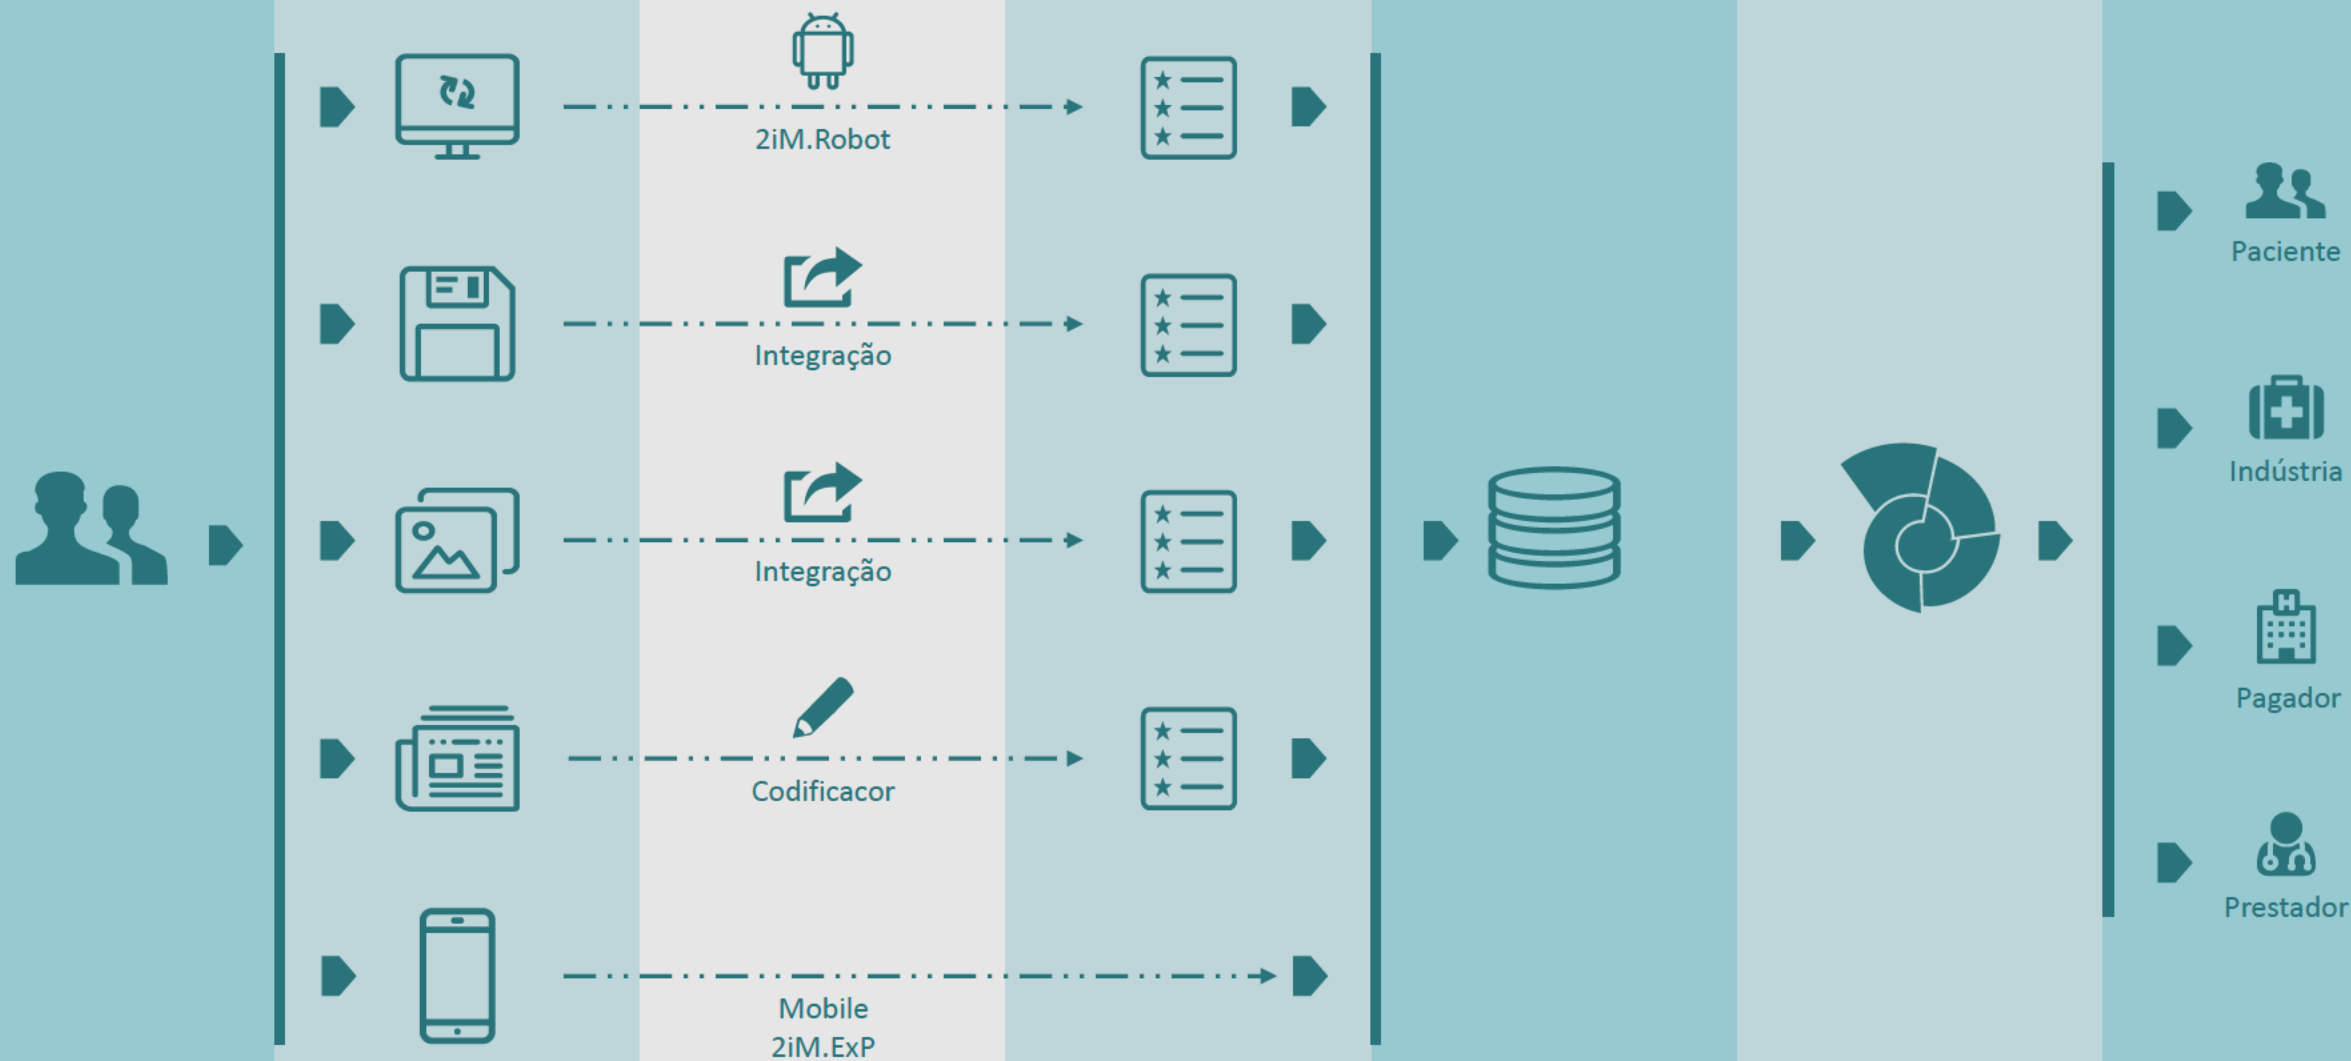 2iM.Robot
Integração
Integração
Codificacor
Mobile
2iM.ExP
Paciente
Indústria
H
Pagador
Prestador